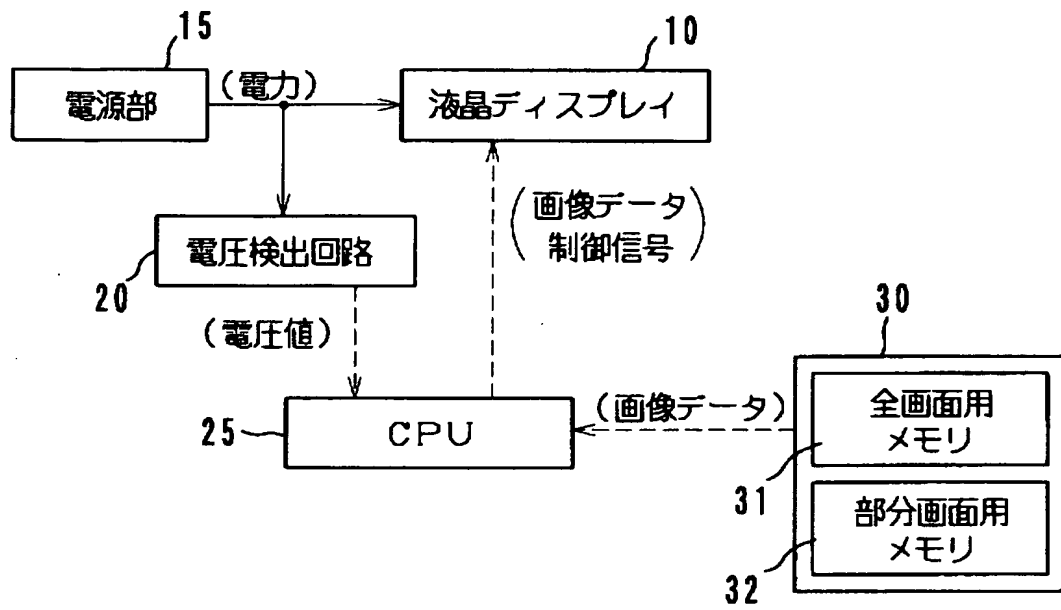 15
10
電源部
(電力)
液晶ディスプレイ
画像データ
制御信号
電圧検出回路
20
(電圧値)
30
25
CPU
(画像データ)
全画面用
メモリ
31
部分画面用
メモリ
32